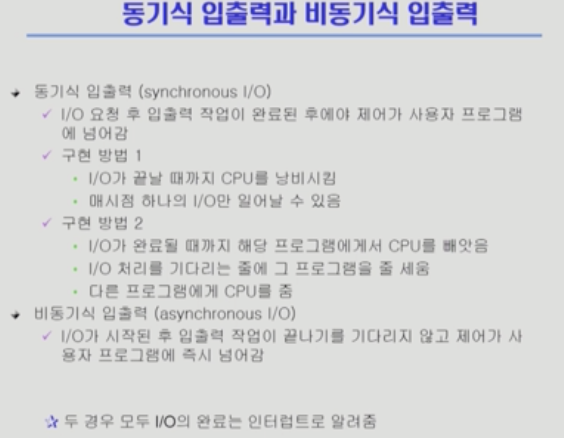 동기식 입출력과 비동기식 입출력
동기식 입출력 (synchronous I/O)
I/O 요청 후 입출력 작업이 완료된 후에야 제어가 사용자 프로그램
에 넘어감
구현 방법 1
I/O가 끝날 때까지 CPU를 낭비시킴
매시점 하나의 I/O만 일어날 수 있음
구현 방법 2
I/O가 완료될 때까지 해당 프로그램에게서 CPU를 빼앗음
I/O 처리를 기다리는 줄에 그 프로그램을 줄 세움
다른 프로그램에게 CPU를 줌
비동기식 입출력 (asynchronous I/O)
I/O가 시작된 후 입출력 작업이 끝나기를 기다리지 않고 제어가 사
용자 프로그램에 즉시 넘어감
두 경우 모두 I/O의 완료는 인터럽트로 알려줌